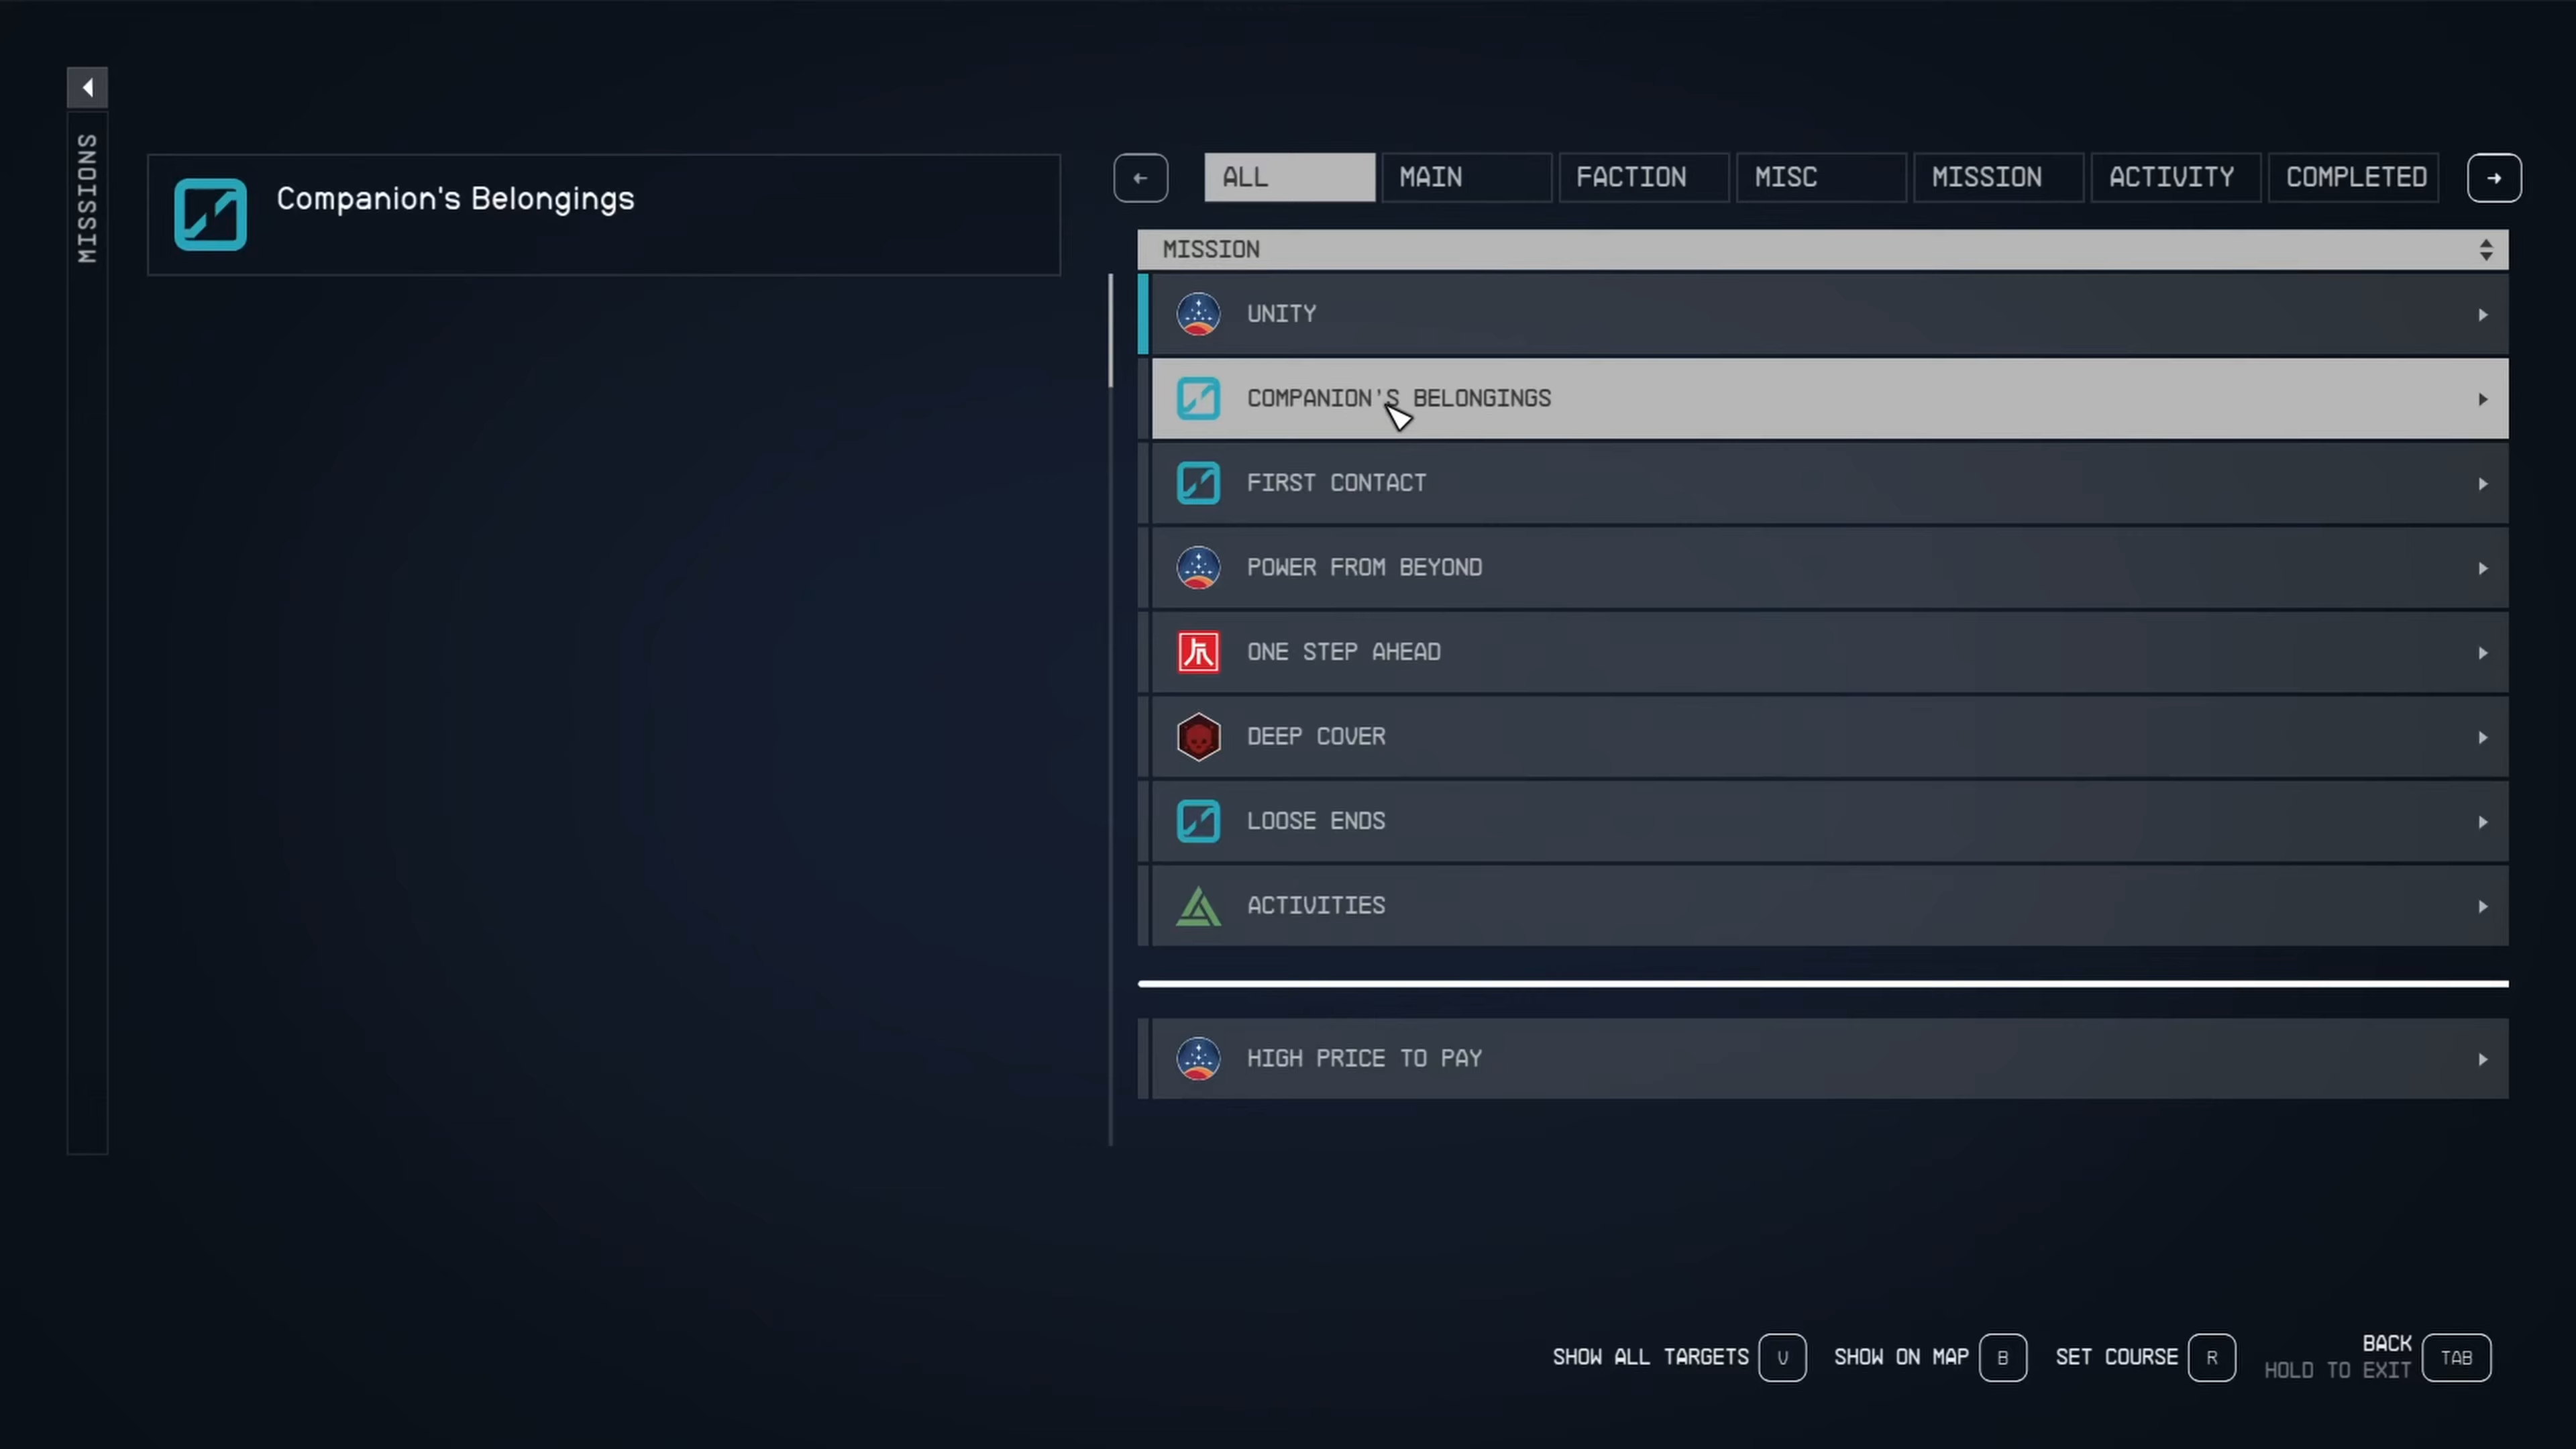 MISSIONS
Companion's Belongings
ALL MAIN FACTION MISC MISSION ACTIVITY COMPLETED
MISSION
UNITY
COMPANION'S BELONGINGS
FIRST CONTACT
POWER FROM BEYOND
ONE STEP AHEAD
DEEP COVER
LOOSE ENDS
ACTIVITIES
HIGH PRICE TO PAY
SHOW ALL TARGETS V SHOW ON MAP B SET COURSE R BACK TAB
HOLD TO EXIT